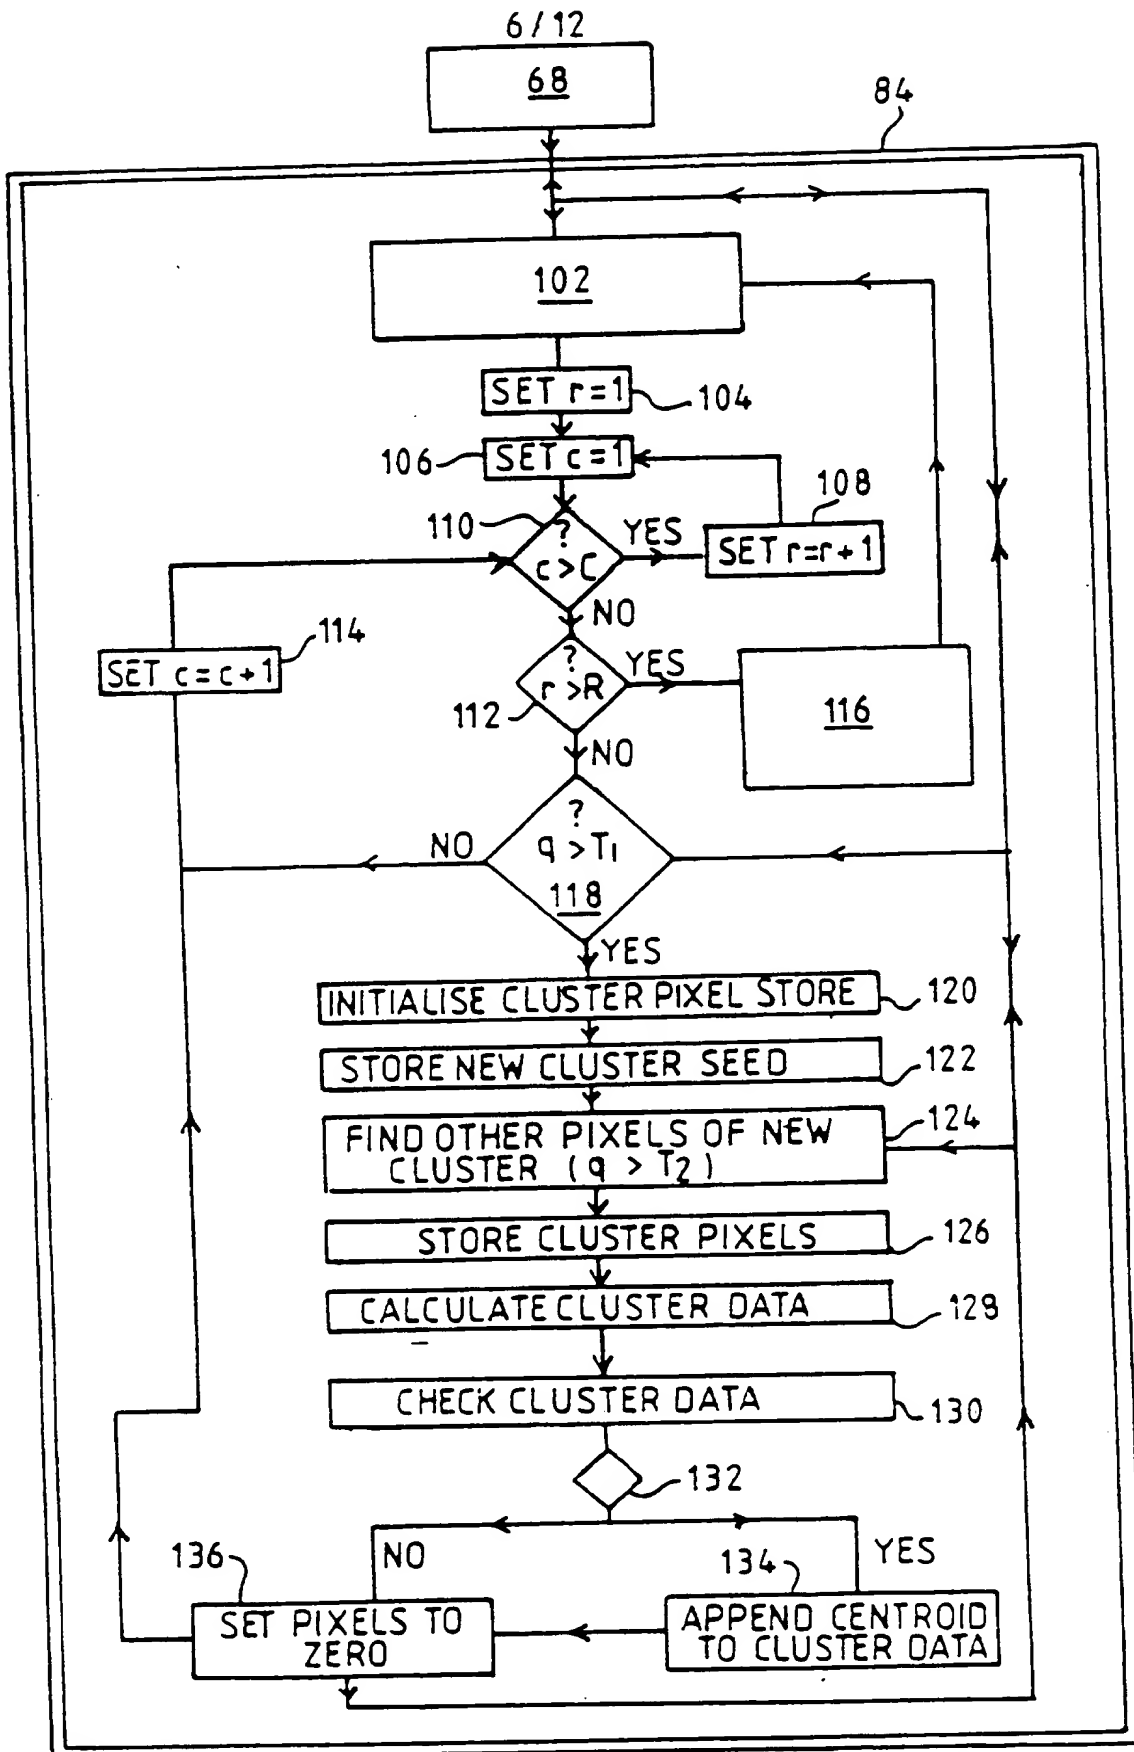 6/12
68
84
102
SET r=1
104
106
SET c=1
108
110
?
c>C
YES
SET r=r+1
NO
114
SET c=c+1
?
r>R
YES
112
116
NO
?
q>T1
118
NO
YES
INITIALISE CLUSTER PIXEL STORE
120
STORE NEW CLUSTER SEED
122
FIND OTHER PIXELS OF NEW
CLUSTER (q > T2)
124
STORE CLUSTER PIXELS
126
CALCULATE CLUSTER DATA
128
CHECK CLUSTER DATA
130
132
NO
YES
136
134
SET PIXELS TO
ZERO
APPEND CENTROID
TO CLUSTER DATA